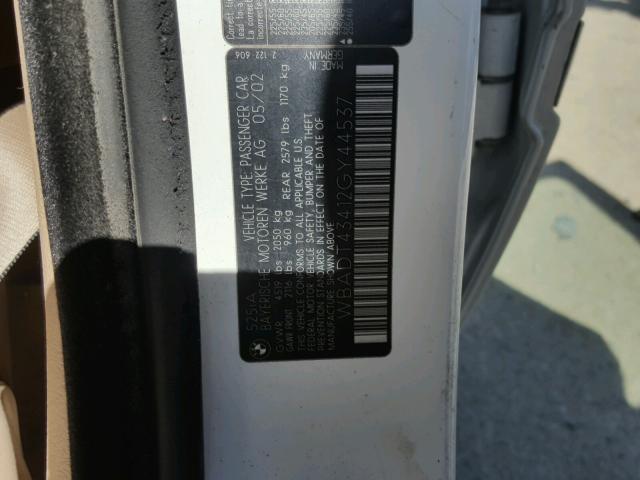 525i/A
VEHICLE TYPE: PASSENGER CAR
BAYERISCHE MOTOREN WERKE AG 05/02
GVWR 4519 lbs 2050 kg
GAWR FRONT 2116 lbs 960 kg REAR 2579 lbs 1170 kg
THIS VEHICLE CONFORMS TO ALL APPLICABLE U.S.
FEDERAL MOTOR VEHICLE SAFETY, BUMPER AND THEFT
PREVENTION STANDARDS IN EFFECT ON THE DATE OF
MANUFACTURE SHOWN ABOVE
WBADT43412GY44537
MADE IN
GERMANY
2 122 606